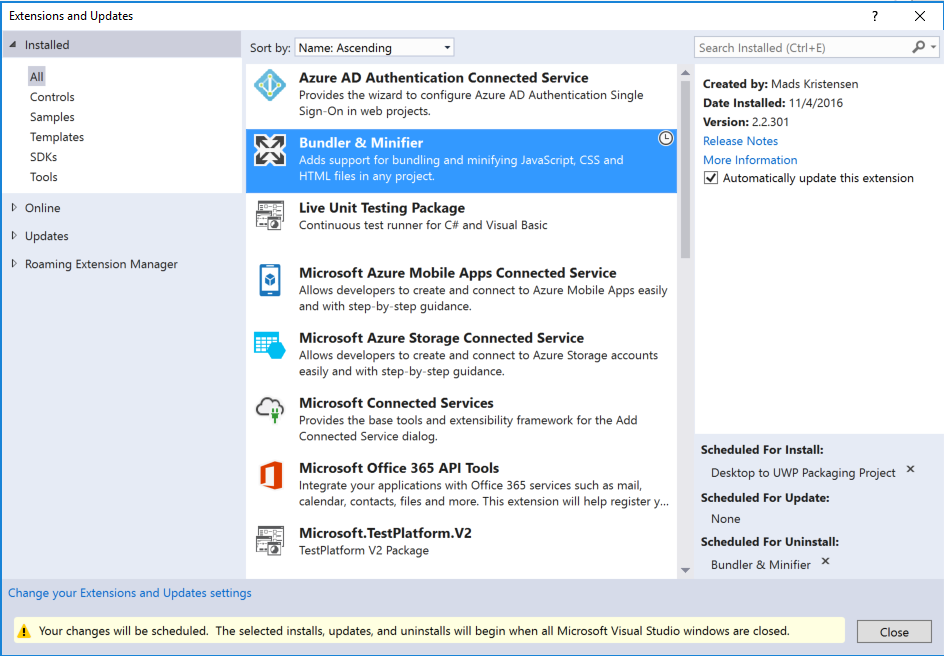 Extensions and Updates
?
Installed
All
Controls
Samples
Templates
SDKs
Tools
Online
Updates
Roaming Extension Manager
Sort by: Name: Ascending
Azure AD Authentication Connected Service
Provides the wizard to configure Azure AD Authentication Single
Sign-On in web projects.
Bundler & Minifier
Adds support for bundling and minifying JavaScript, CSS and
HTML files in any project.
Live Unit Testing Package
Continuous test runner for C# and Visual Basic
Microsoft Azure Mobile Apps Connected Service
Allows developers to create and connect to Azure Mobile Apps easily
and with step-by-step guidance.
Microsoft Azure Storage Connected Service
Allows developers to create and connect to Azure Storage accounts
easily and with step-by-step guidance.
Microsoft Connected Services
Provides the base tools and extensibility framework for the Add
Connected Service dialog.
Microsoft Office 365 API Tools
Integrate your applications with Office 365 services such as mail,
calendar, contacts, files and more. This extension will help register y...
Microsoft.TestPlatform.V2
TestPlatform V2 Package
Search Installed (Ctrl+E)
Created by: Mads Kristensen
Date Installed: 11/4/2016
Version: 2.2.301
Release Notes
More Information
Automatically update this extension
Scheduled For Install:
Desktop to UWP Packaging Project
Scheduled For Update:
None
Scheduled For Uninstall:
Bundler & Minifier
Change your Extensions and Updates settings
Your changes will be scheduled. The selected installs, updates, and uninstalls will begin when all Microsoft Visual Studio windows are closed.
Close